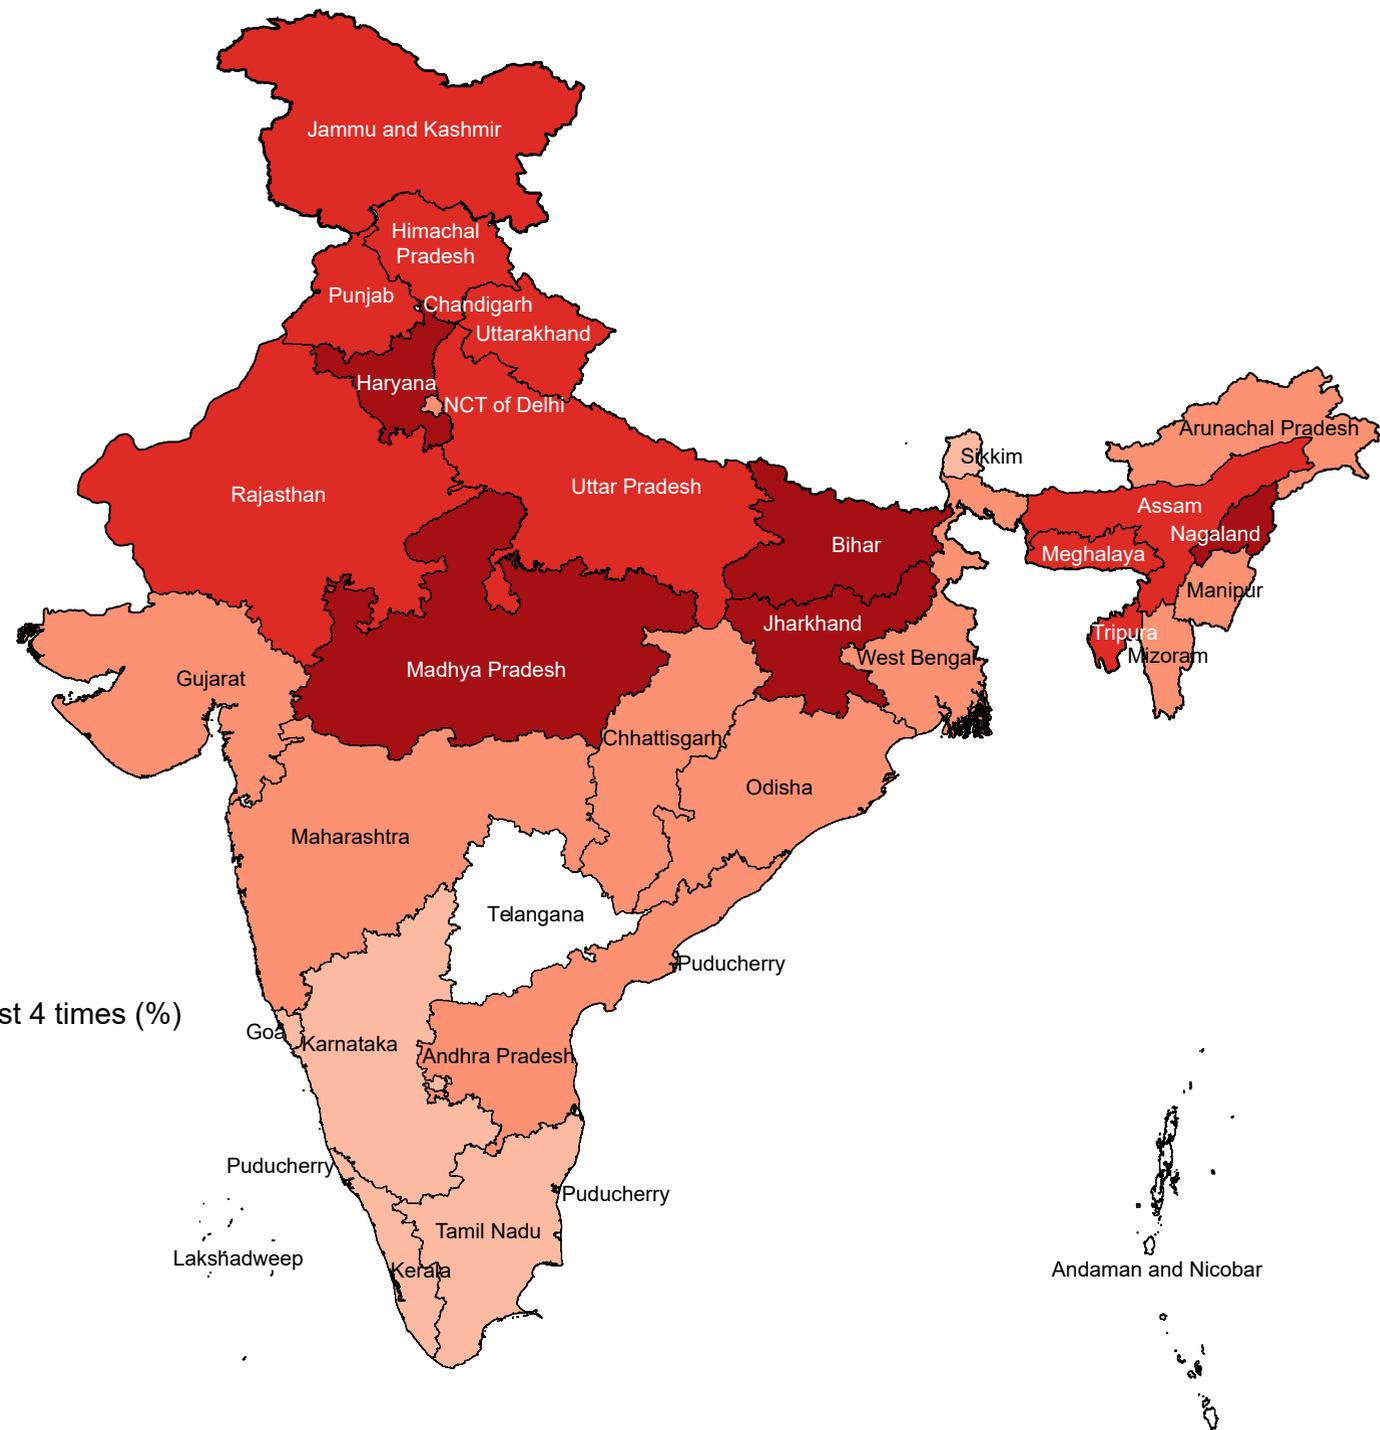 Jammu and Kashmir
Himachal
Pradesh
Punjab
Chandigarh
Uttarakhand
Haryana
NCT of Delhi
Arunachal Pradesh
Sikkim
Rajasthan
Uttar Pradesh
Assam
Nagaland
Bihar
Meghalaya
Manipur
Jharkhand
Tripura
Mizoram
West Bengal
Madhya Pradesh
Gujarat
Chhattisgarh
Odisha
Maharashtra
Telangana
Puducherry
st 4 times (%)
Goa
Karnataka
Andhra Pradesh
Puducherry
Puducherry
Tamil Nadu
Lakshadweep
Kerala
Andaman and Nicobar